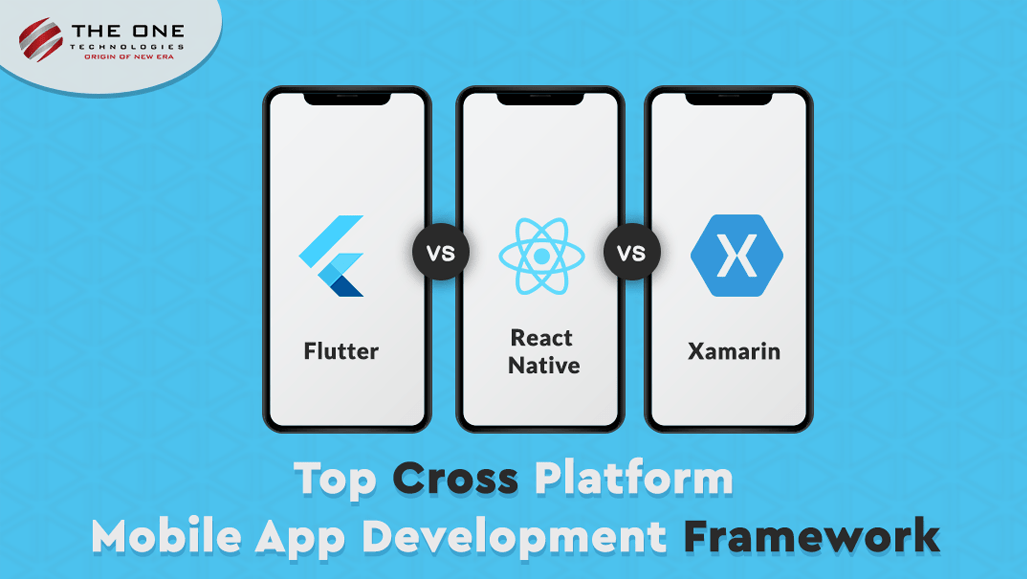 THE ONE
TECHNOLOGIES
ORIGIN OF NEW ERA
Flutter
VS
React
Native
VS
X
Xamarin
Top Cross Platform
Mobile App Development Framework